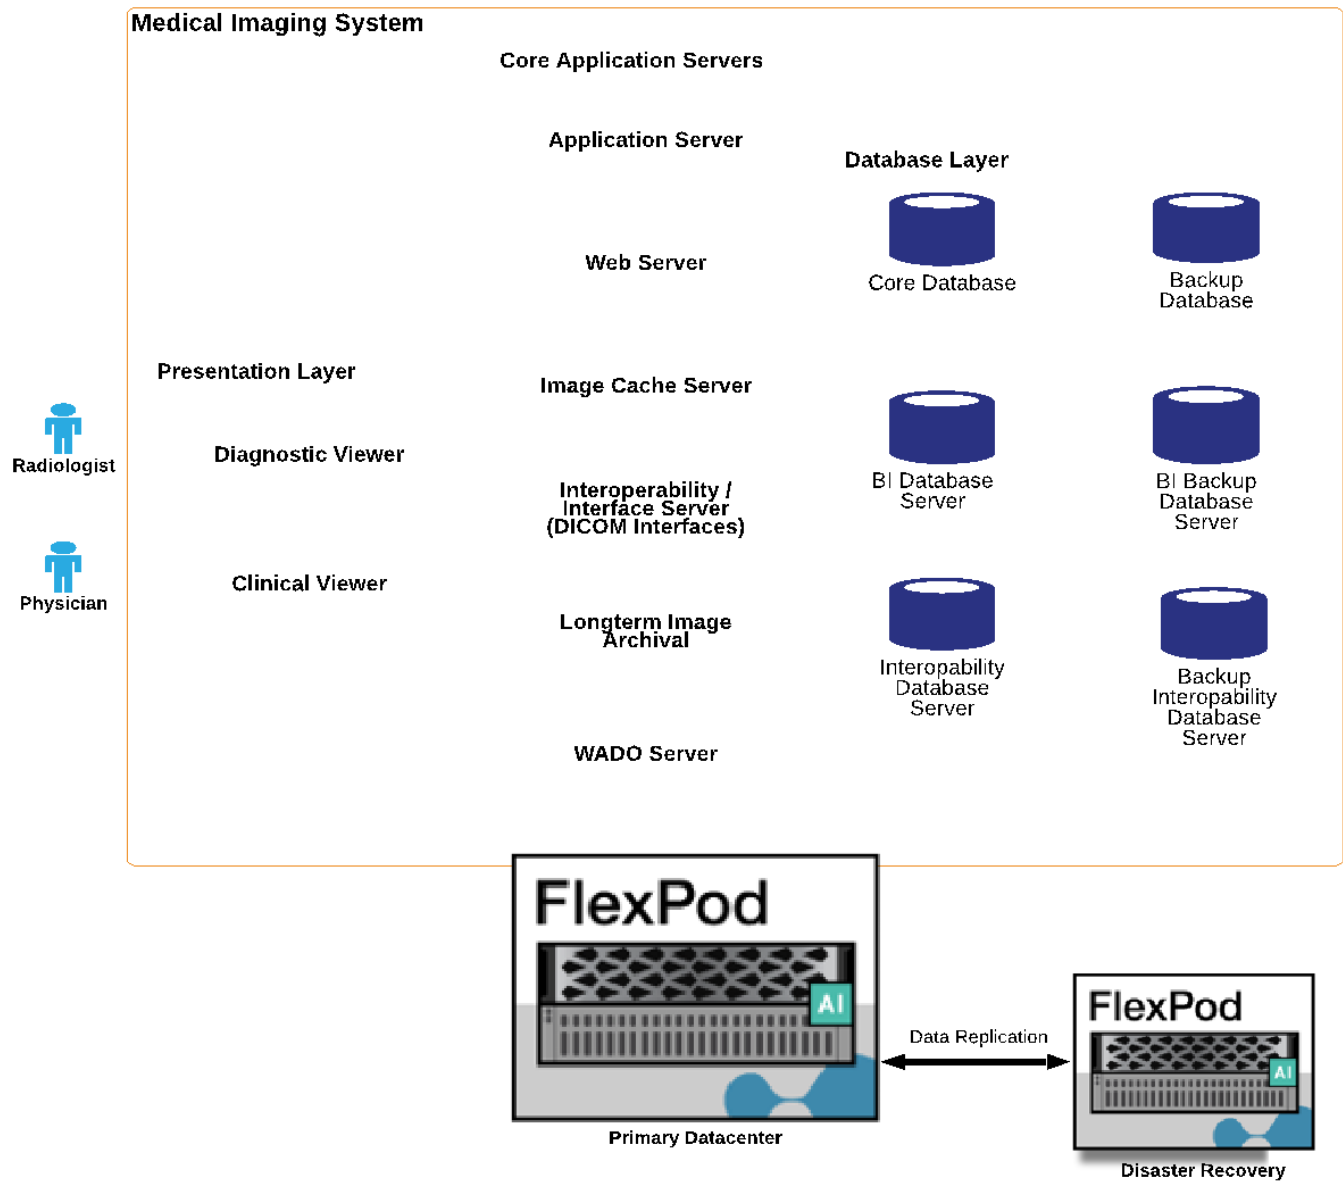 Medical Imaging System
Core Application Servers
Application Server
Web Server
Image Cache Server
Interoperability /
Interface Server
(DICOM Interfaces)
Longterm Image
Archival
WADO Server
Presentation Layer
Diagnostic Viewer
Clinical Viewer
Radiologist
Physician
Database Layer
Core Database
Backup
Database
BI Database
Server
BI Backup
Database
Server
Interopability
Database
Server
Backup
Interopability
Database
Server
FlexPod
AI
Primary Datacenter
Data Replication
FlexPod
AI
Disaster Recovery